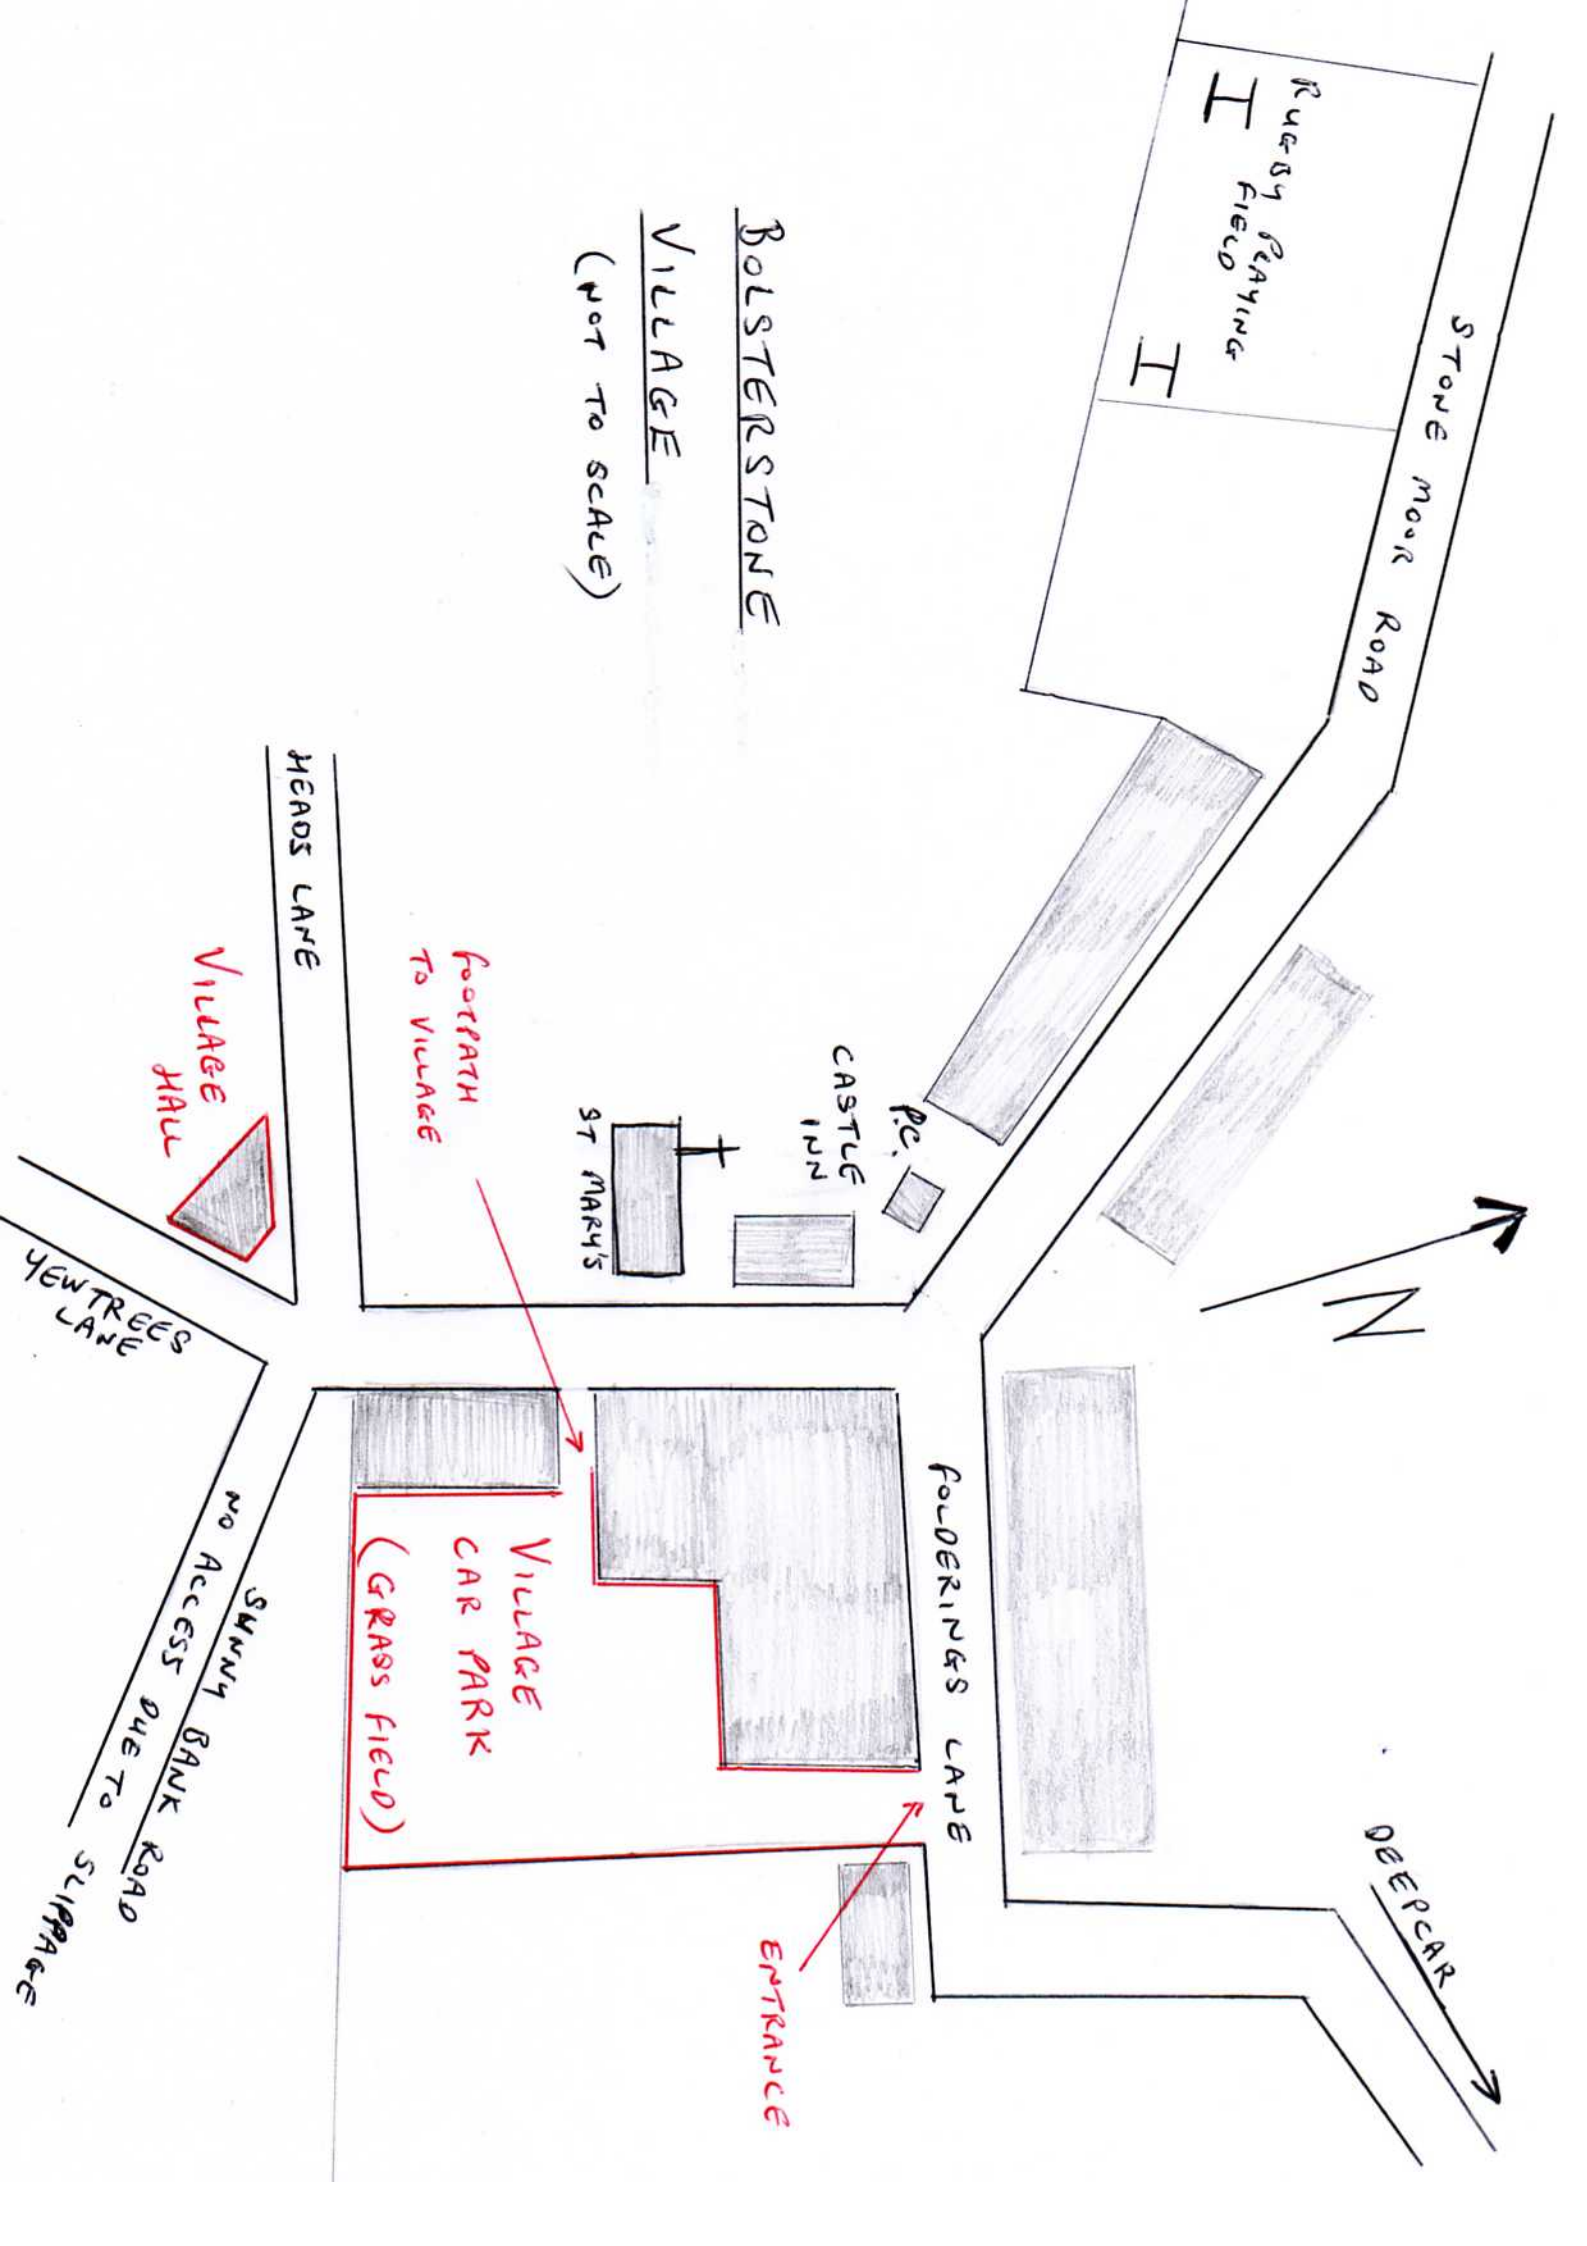 BOLSTERSTONE
VILLAGE
(NOT TO SCALE)
RUGBY PLAYING
FIELD
STONE MOOR ROAD
N
DEEPCAR
P.C.
CASTLE
INN
ST MARY'S
FOOTPATH
TO VILLAGE
HEADS LANE
VILLAGE
HALL
YEWTREES
LANE
FOLDERINGS LANE
VILLAGE
CAR PARK
(GRASS FIELD)
ENTRANCE
SUNNY BANK ROAD
NO ACCESS DUE TO SLIPPAGE